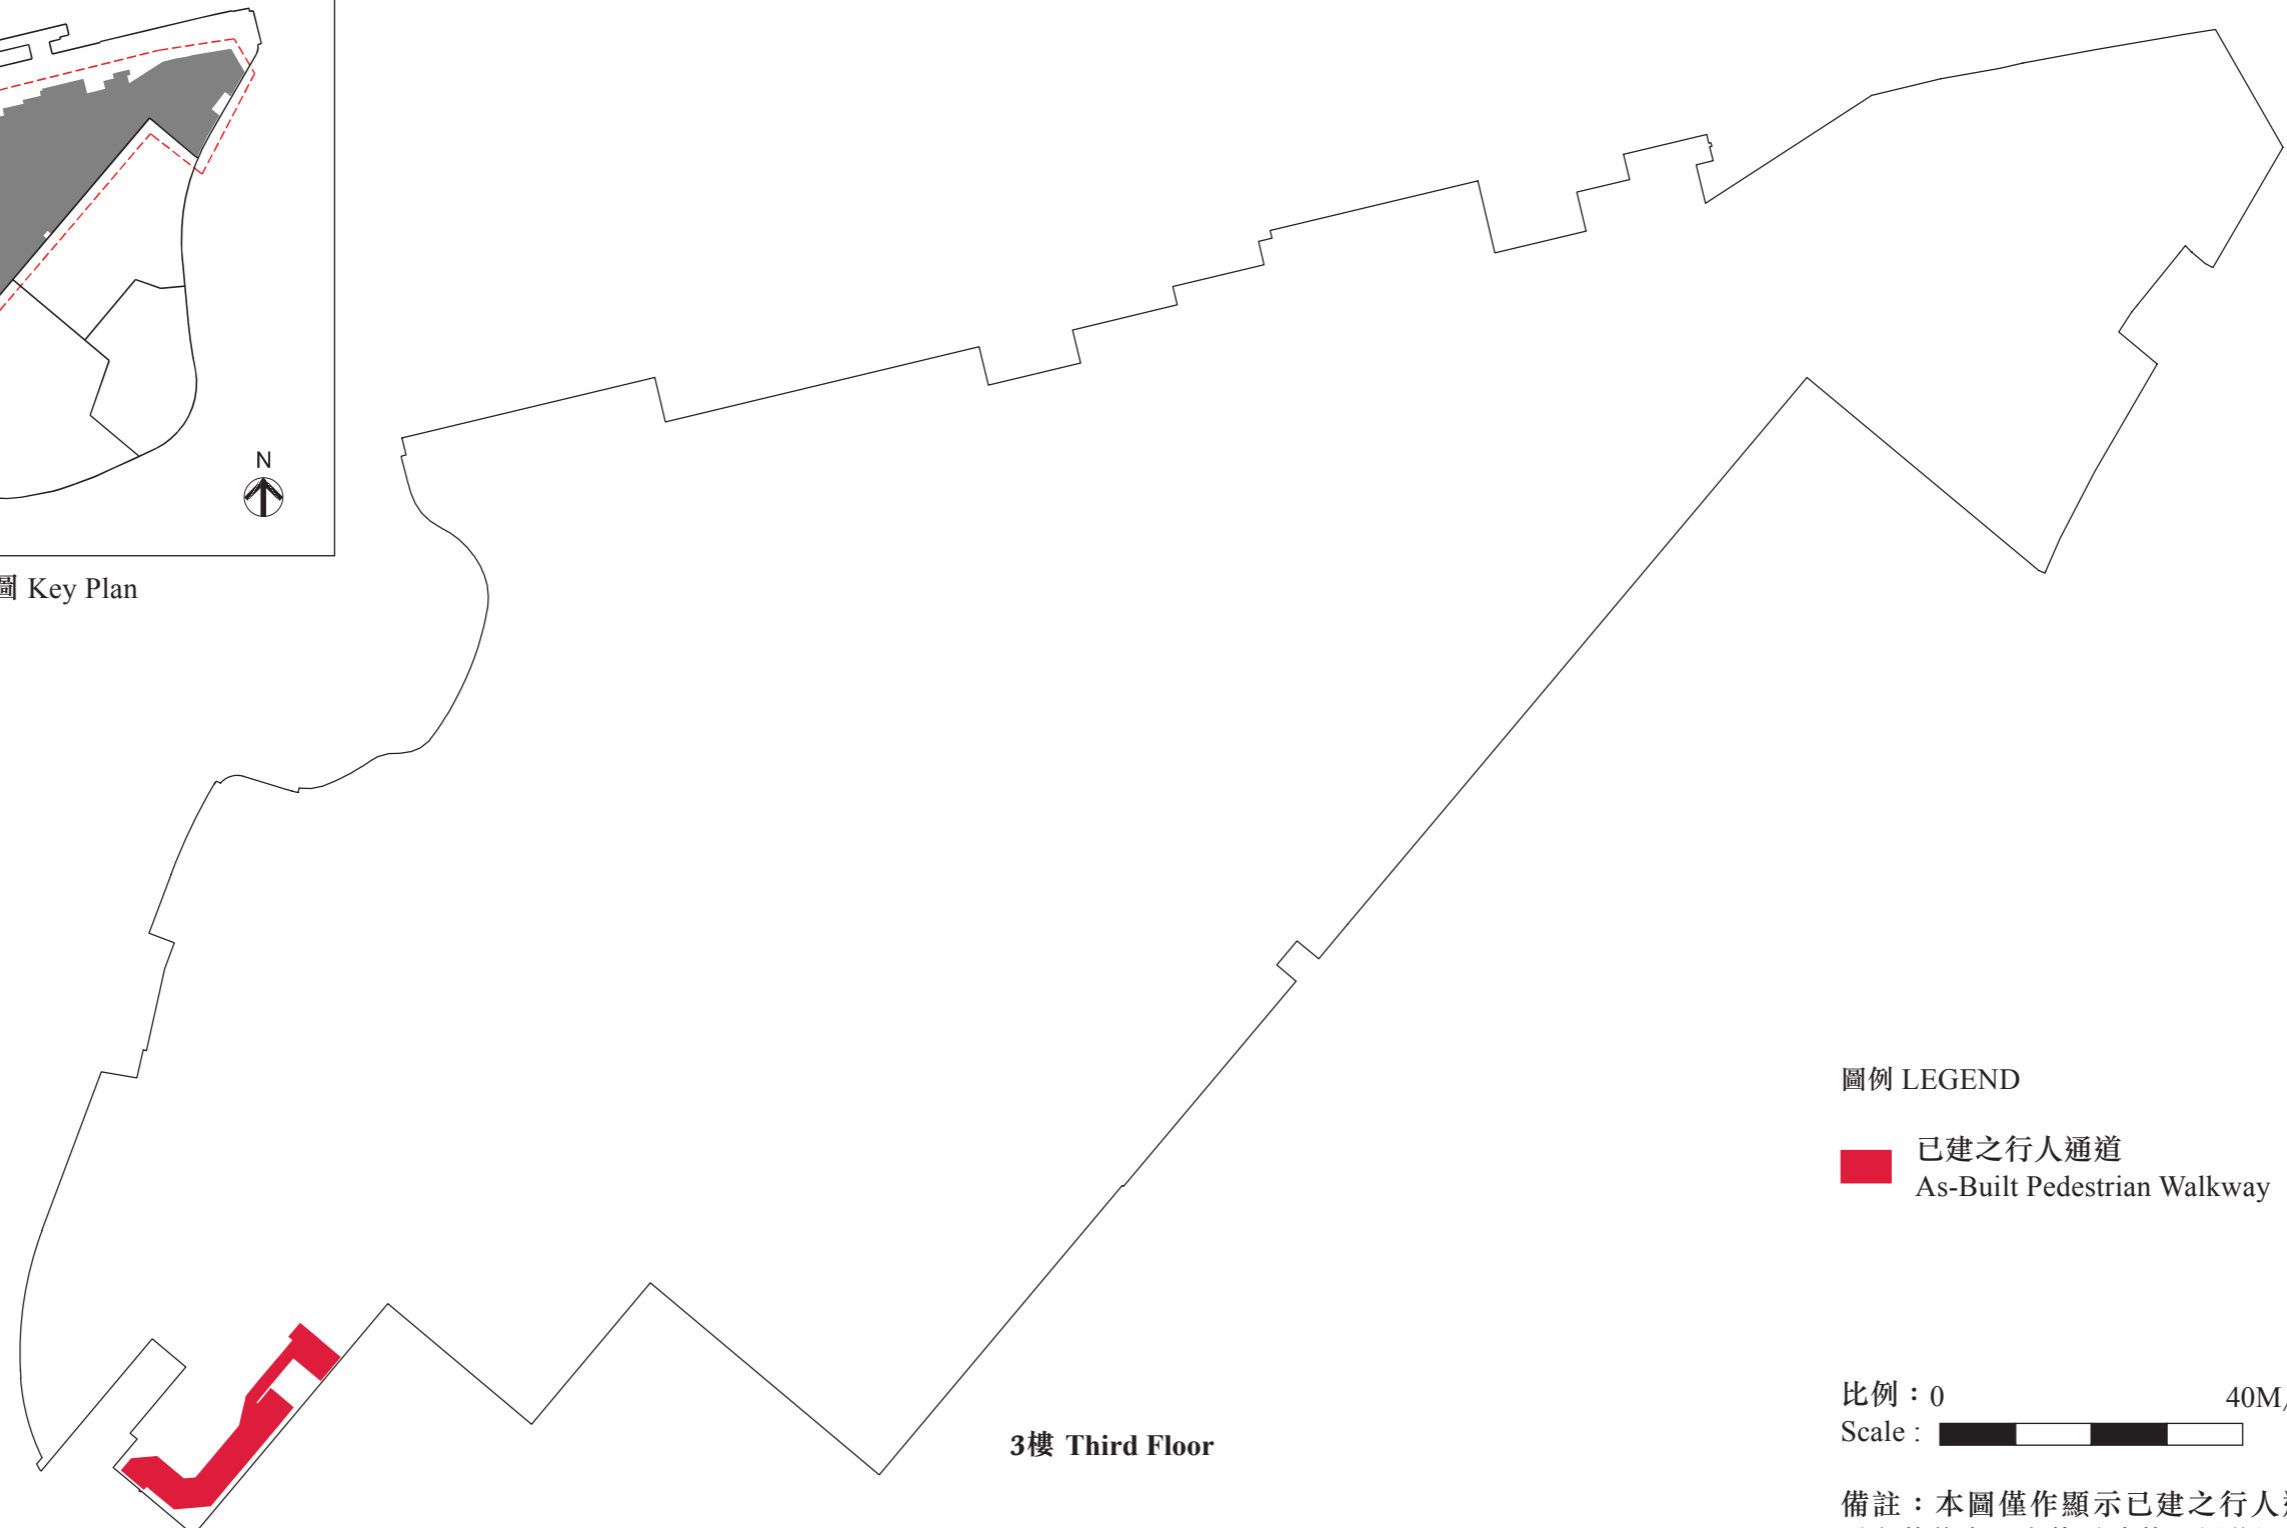 N
圖 Key Plan
3樓 Third Floor
圖例 LEGEND
已建之行人通道
As-Built Pedestrian Walkway
比例：0 40M
Scale :
備註：本圖僅作顯示已建之行人